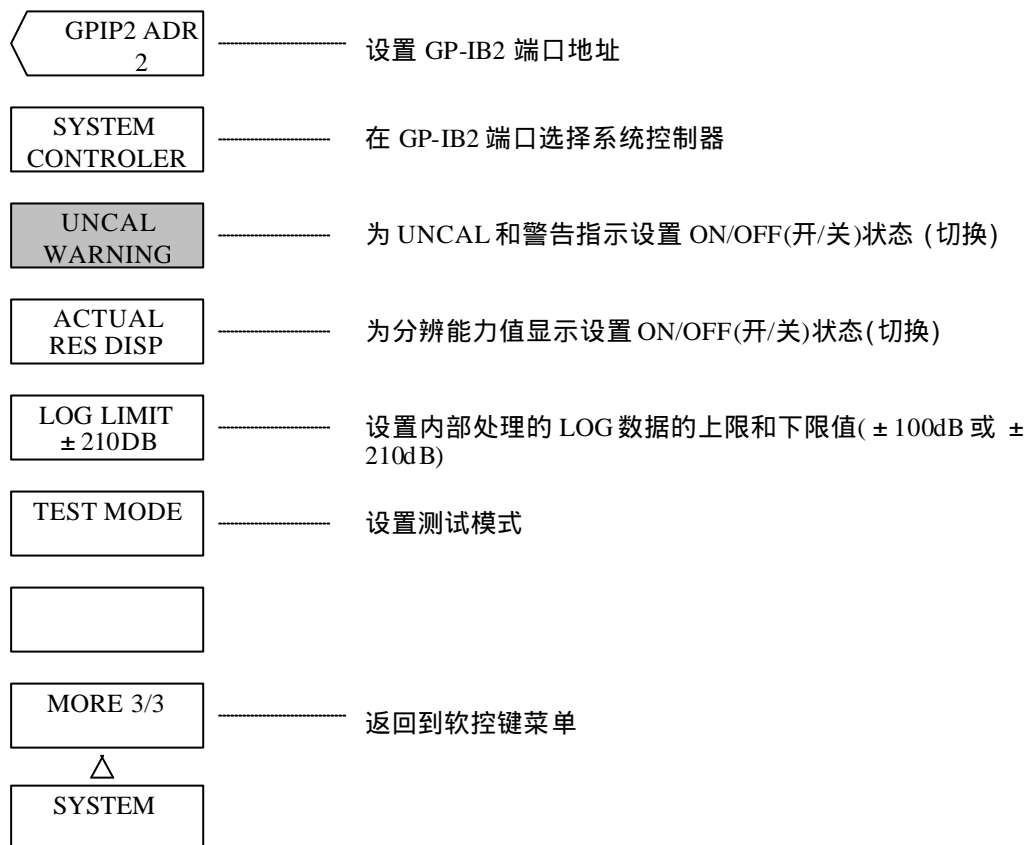 GPIP2 ADR
2
设置 GP-IB2 端口地址
SYSTEM
CONTROLER
在 GP-IB2 端口选择系统控制器
UNCAL
WARNING
为 UNCAL 和警告指示设置 ON/OFF(开/关)状态 (切换)
ACTUAL
RES DISP
为分辨能力值显示设置 ON/OFF(开/关)状态(切换)
LOG LIMIT
±210DB
设置内部处理的 LOG 数据的上限和下限值( ± 100dB 或 ±
210dB)
TEST MODE
设置测试模式
MORE 3/3
返回到软控键菜单
SYSTEM